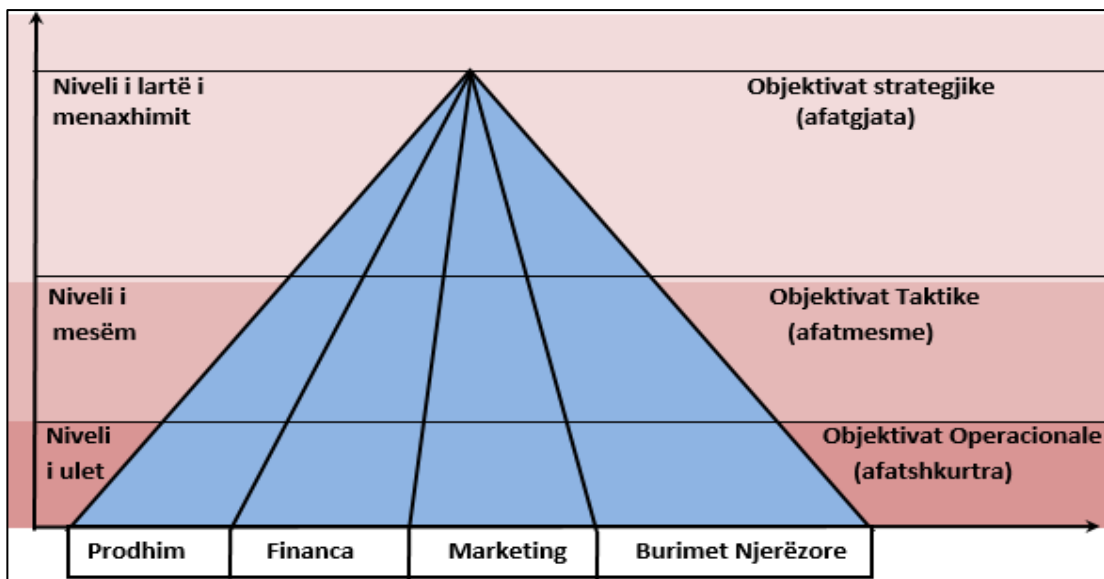 Niveli i lartë i
menaxhimit
Objektivat strategjike
(afatgjata)
Niveli i
mesëm
Objektivat Taktike
(afatmesme)
Niveli
i ulet
Objektivat Operacionale
(afatshkurtra)
Prodhim
Financa
Marketing
Burimet Njerëzore